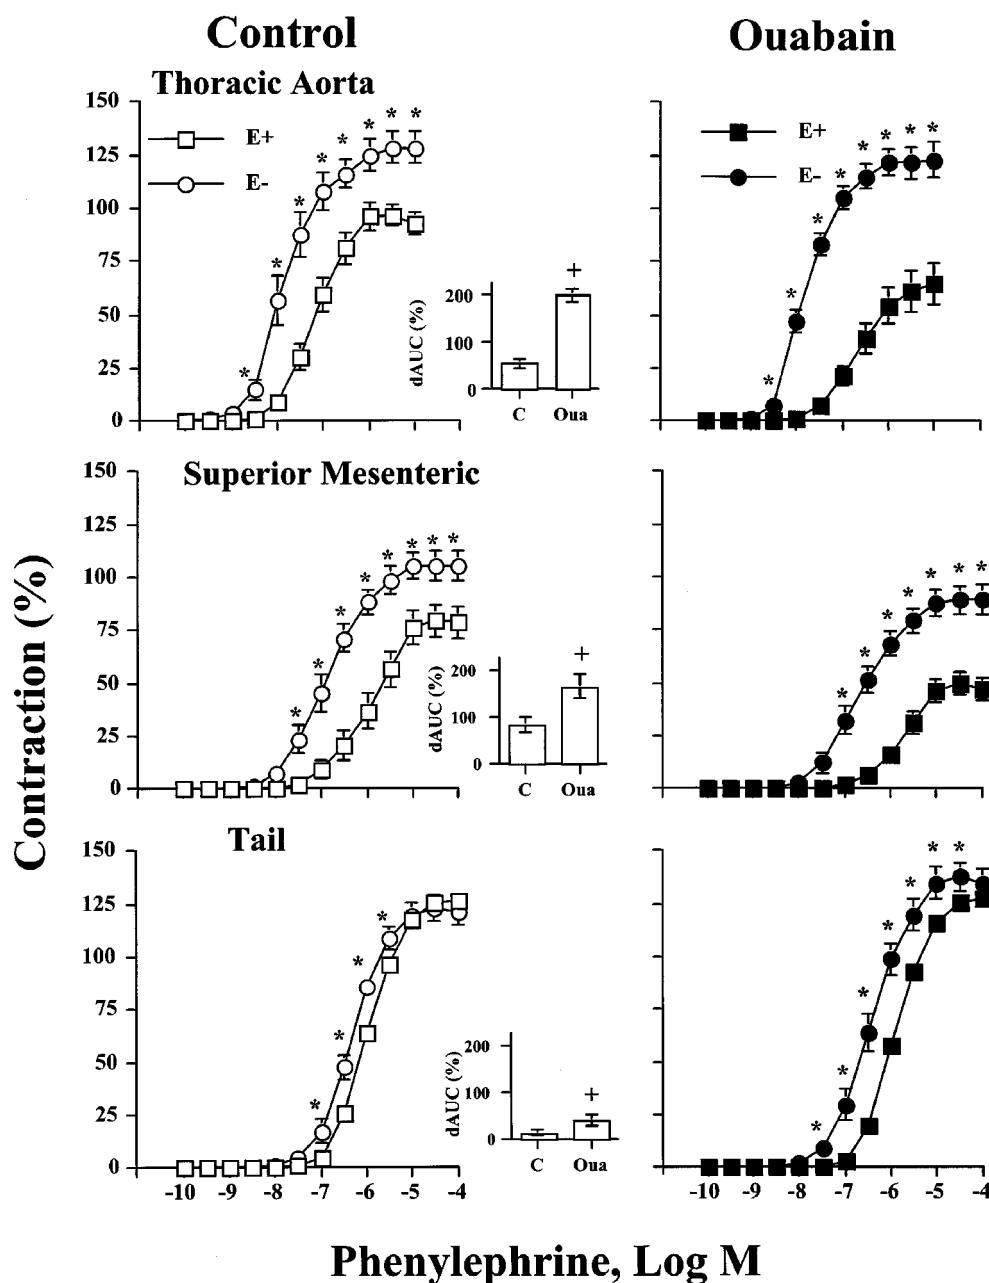 Control Ouabain
Thoracic Aorta
150 125 100 75 50 25 0
E+
E-
* * * * * * * * *
dAUC (%)
200 100 0
+
C Oua
E+
E-
* * * * * * * * *
Superior Mesenteric
150 125 100 75 50 25 0
* * * * * * * *
dAUC (%)
200 100 0
+
C Oua
* * * * * * *
Tail
150 125 100 75 50 25 0
* * * *
dAUC (%)
200 100 0
+
C Oua
* * * * * * *
-10 -9 -8 -7 -6 -5 -4
-10 -9 -8 -7 -6 -5 -4
Contraction (%)
Phenylephrine, Log M